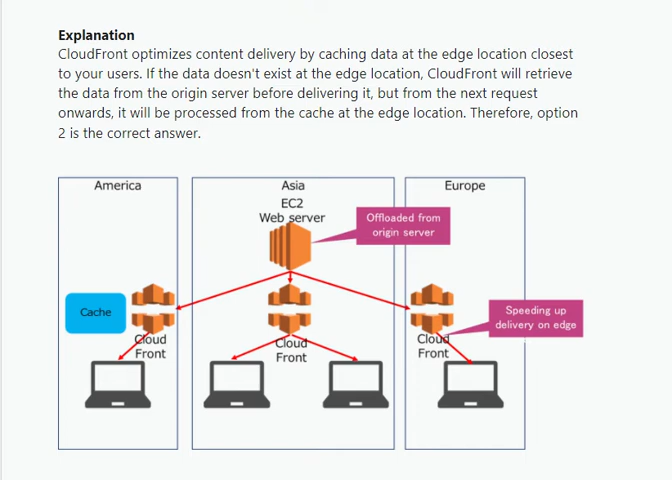 Explanation
CloudFront optimizes content delivery by caching data at the edge location closest
to your users. If the data doesn't exist at the edge location, CloudFront will retrieve
the data from the origin server before delivering it, but from the next request
onwards, it will be processed from the cache at the edge location. Therefore, option
2 is the correct answer.
America
Asia
Europe
EC2
Web server
Offloaded from
origin server
Cache
Cloud
Front
Cloud
Front
Cloud
Front
Speeding up
delivery on edge